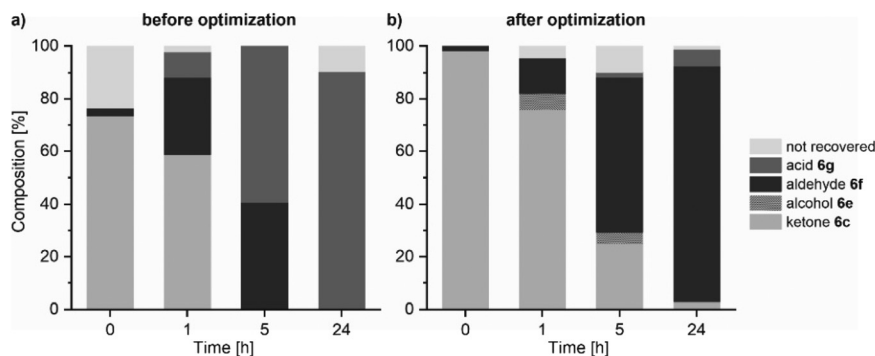 a) before optimization
b) after optimization
Composition [%]
100
80
60
40
20
0
0 1 5 24
Time [h]
100
80
60
40
20
0
0 1 5 24
Time [h]
not recovered
acid 6g
aldehyde 6f
alcohol 6e
ketone 6c